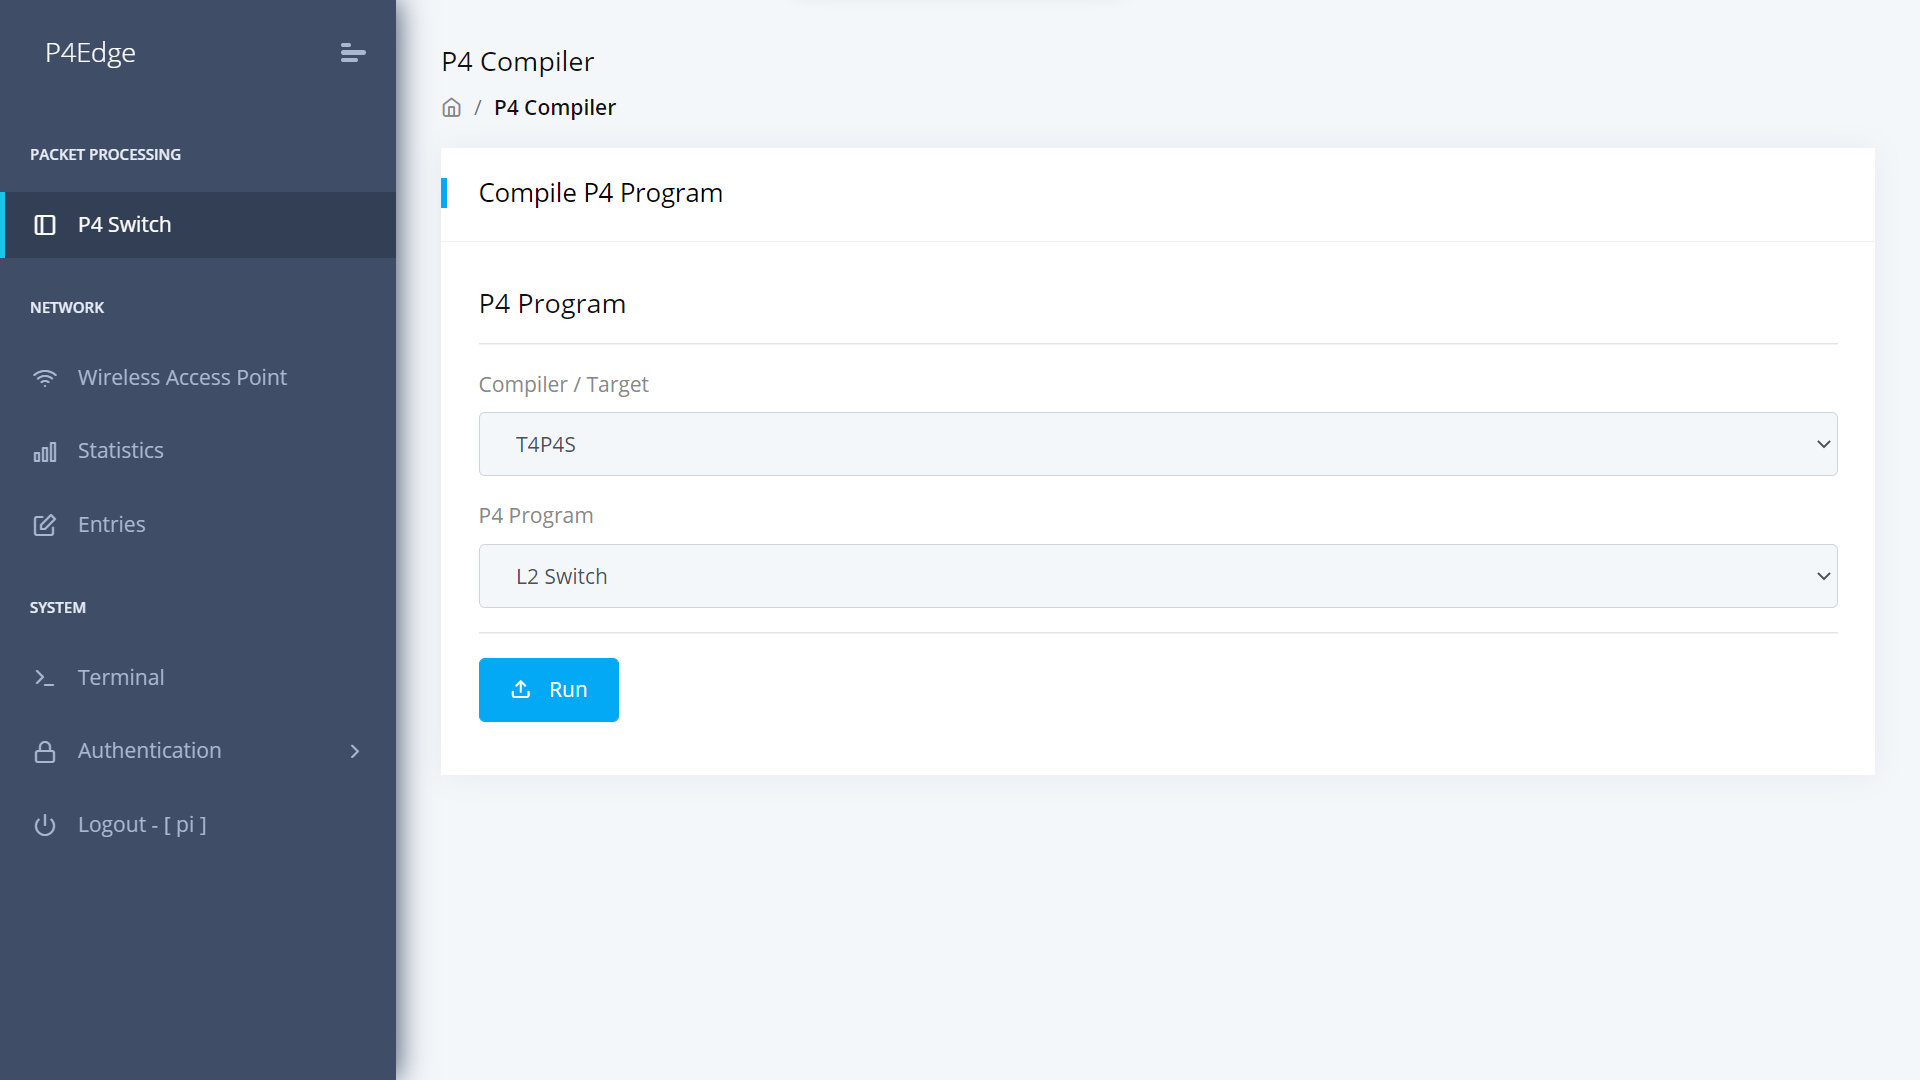 P4Edge
PACKET PROCESSING
P4 Switch
NETWORK
Wireless Access Point
Statistics
Entries
SYSTEM
Terminal
Authentication
Logout - [ pi ]
P4 Compiler
/ P4 Compiler
Compile P4 Program
P4 Program
Compiler / Target
T4P4S
P4 Program
L2 Switch
Run